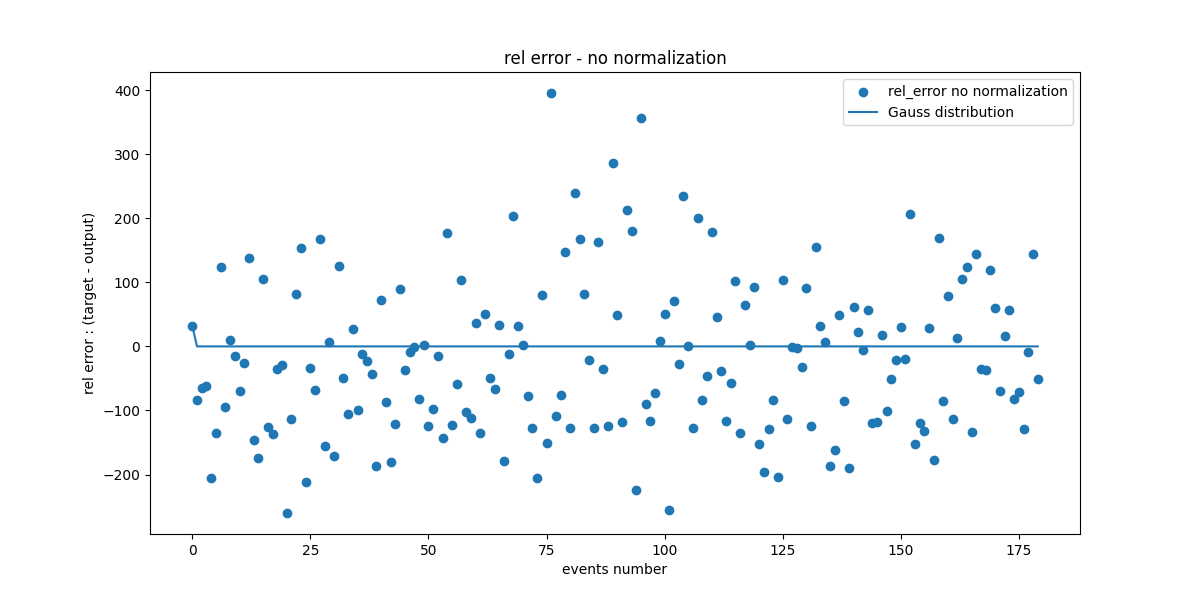 rel error - no normalization
rel_error no normalization
Gauss distribution
400
300
200
100
0
−100
−200
rel error : (target - output)
0 25 50 75 100 125 150 175
events number